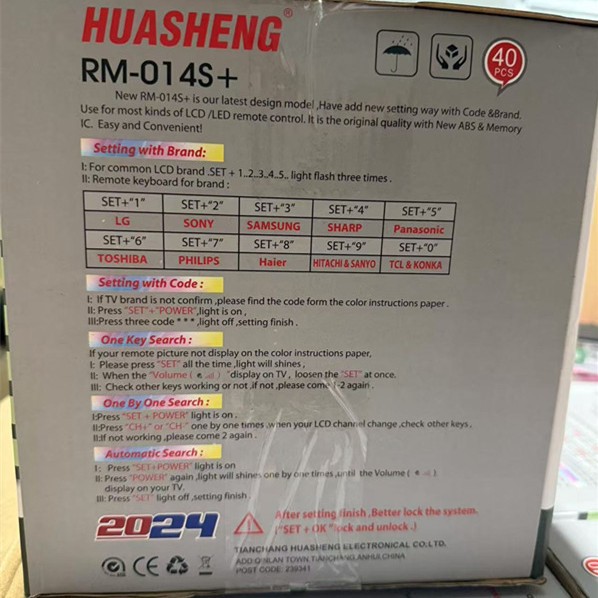 HUASHENG®
RM-014S+
40
PCS
New RM-014S+ is our latest design model ,Have add new setting way with Code &Brand.
Use for most kinds of LCD /LED remote control. It is the original quality with New ABS & Memory
IC. Easy and Convenient!
Setting with Brand:
I: For common LCD brand .SET + 1..2..3..4..5.. light flash three times .
II: Remote keyboard for brand :
SET+"1" SET+"2" SET+"3" SET+"4" SET+"5"
LG SONY SAMSUNG SHARP Panasonic
SET+"6" SET+"7" SET+"8" SET+"9" SET+"0"
TOSHIBA PHILIPS Haier HITACHI & SANYO TCL & KONKA
Setting with Code :
I: If TV brand is not confirm ,please find the code form the color instructions paper .
II: Press "SET"+"POWER",light is on ,
III:Press three code * * * ,light off ,setting finish .
One Key Search :
If your remote picture not display on the color instructions paper,
I: Please press "SET" all the time ,light will shines ,
II: When the "Volume ( ) "display on TV , loosen the "SET" at once.
III: Check other keys working or not ,if not ,please come -2 again .
One By One Search :
I:Press "SET + POWER" light is on .
II:Press "CH+" or "CH-" one by one times ,when your LCD channel change ,check other keys ,
II:If not working ,please come 2 again .
Automatic Search :
I: Press "SET+POWER" light is on
II: Press "POWER" again ,light will shines one by one times ,until the Volume ( )
display on your TV.
III: Press "SET" light off ,setting finish
2024
After setting finish ,Better lock the system.
"SET + OK "lock and unlock .)
TIANCHANG HUASHENG ELECTRONICAL CO.LTD.
ADD:QINLAN TOWN,TIANCHANG,ANHUI,CHINA
POST CODE: 239341
CE